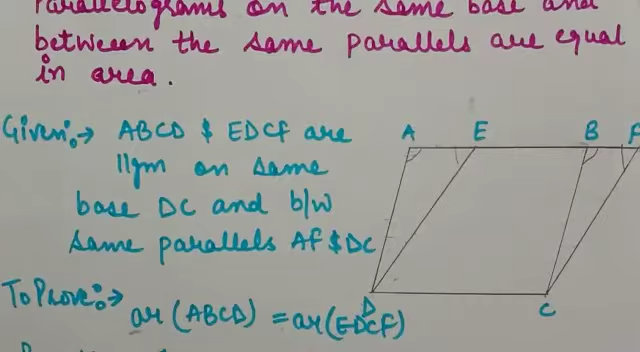 Parallelograms on the same base and
between the same parallels are equal
in area.
Given:→ ABCD & EDCF are
||gm on same
base DC and b/w
same parallels AF & DC
To Prove:→
ar (ABCD) = ar(EDCF)
A E B F
D C